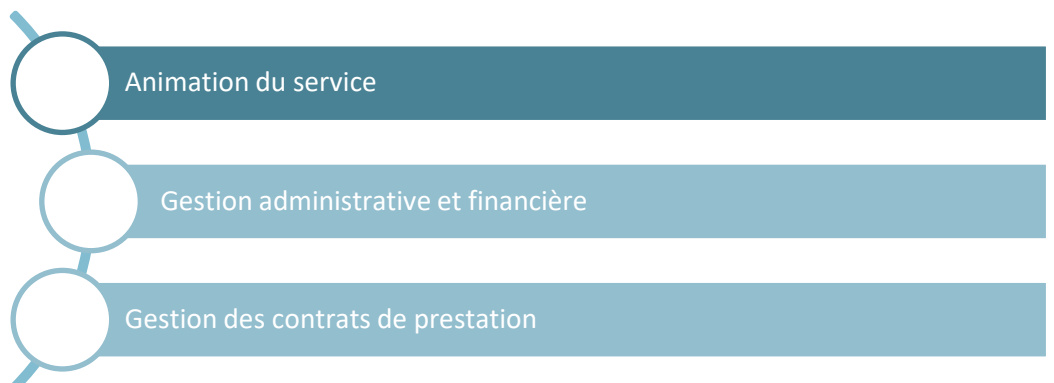 Animation du service
Gestion administrative et financière
Gestion des contrats de prestation